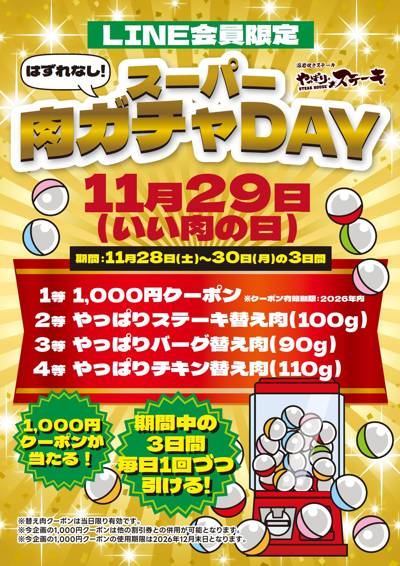 LINE会員限定
はずれなし!
溶岩焼きステーキ
やっぱりステーキ
STEAK HOUSE
スーパー
肉ガチャDAY
11月29日
(いい肉の日)
期間:11月28日(土)～30日(月)の3日間
1等 1,000円クーポン ※クーポン有効期限:2026年内
2等 やっぱりステーキ替え肉(100g)
3等 やっぱりバーグ替え肉(90g)
4等 やっぱりチキン替え肉(110g)
1,000円
クーポンが
当たる!
期間中の
3日間
毎日1回づつ
引ける!
※替え肉クーポンは当日限り有効です。
※今企画の1,000円クーポンは他の割引券との併用が可能となります。
※今企画の1,000円クーポンの使用期限は2026年12月末日となります。